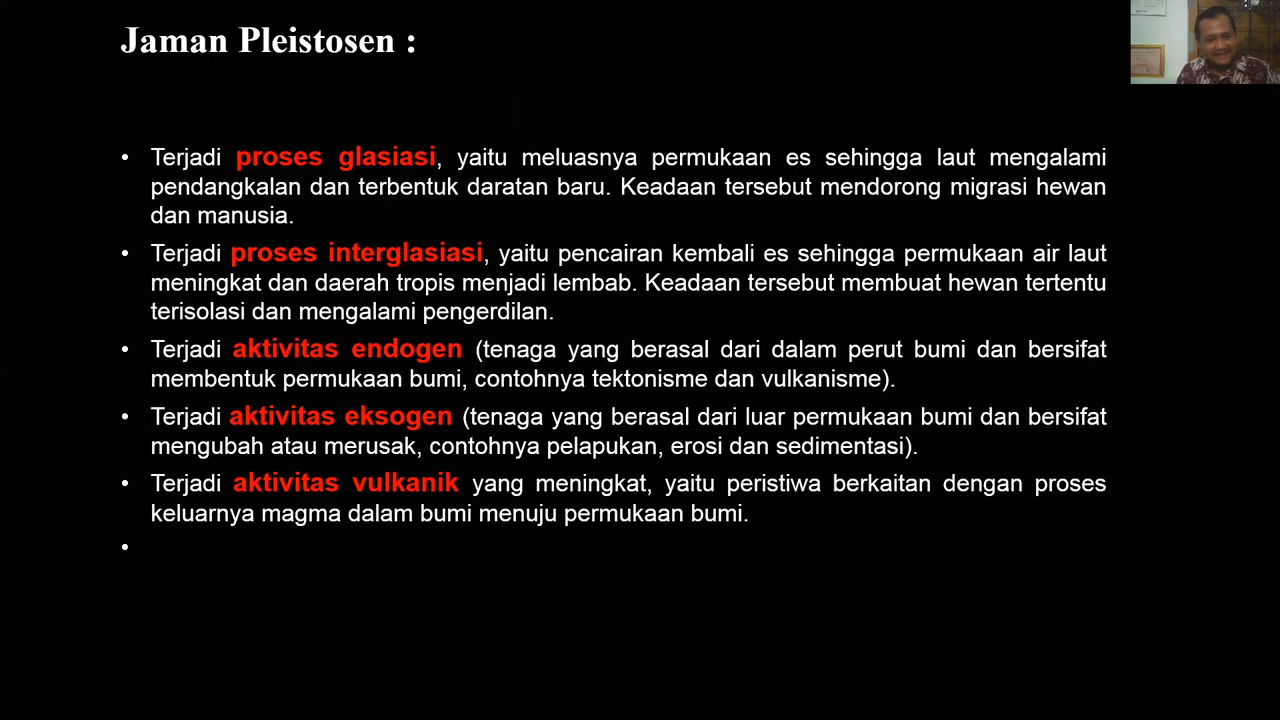 Jaman Pleistosen :
• Terjadi proses glasiasi, yaitu meluasnya permukaan es sehingga laut mengalami
pendangkalan dan terbentuk daratan baru. Keadaan tersebut mendorong migrasi hewan
dan manusia.
• Terjadi proses interglasiasi, yaitu pencairan kembali es sehingga permukaan air laut
meningkat dan daerah tropis menjadi lembab. Keadaan tersebut membuat hewan tertentu
terisolasi dan mengalami pengerdilan.
• Terjadi aktivitas endogen (tenaga yang berasal dari dalam perut bumi dan bersifat
membentuk permukaan bumi, contohnya tektonisme dan vulkanisme).
• Terjadi aktivitas eksogen (tenaga yang berasal dari luar permukaan bumi dan bersifat
mengubah atau merusak, contohnya pelapukan, erosi dan sedimentasi).
• Terjadi aktivitas vulkanik yang meningkat, yaitu peristiwa berkaitan dengan proses
keluarnya magma dalam bumi menuju permukaan bumi.
•